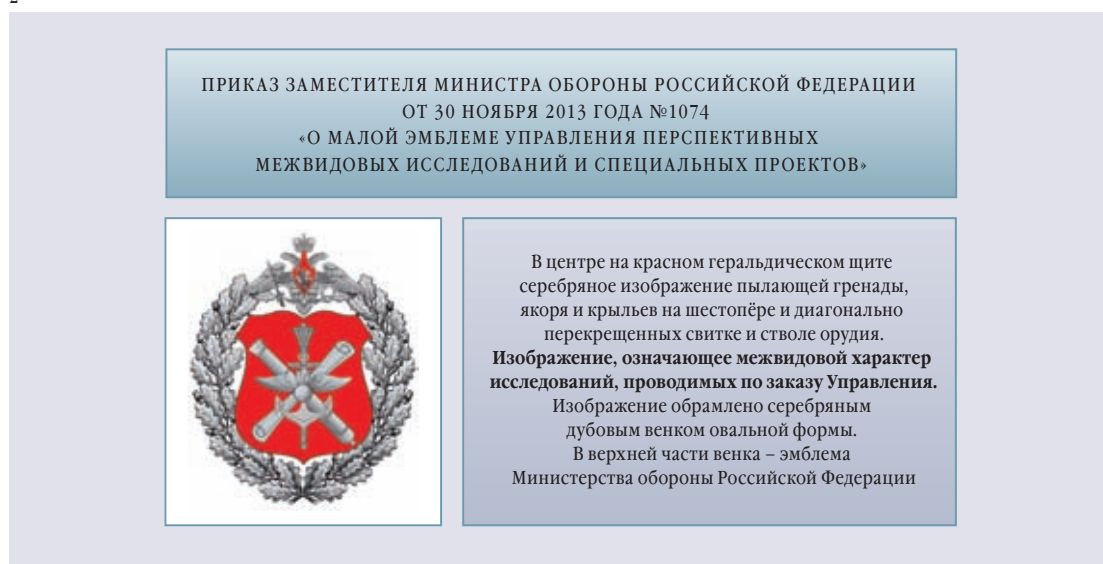 2
ПРИКАЗ ЗАМЕСТИТЕЛЯ МИНИСТРА ОБОРОНЫ РОССИЙСКОЙ ФЕДЕРАЦИИ
ОТ 30 НОЯБРЯ 2013 ГОДА №1074
«О МАЛОЙ ЭМБЛЕМЕ УПРАВЛЕНИЯ ПЕРСПЕКТИВНЫХ
МЕЖВИДОВЫХ ИССЛЕДОВАНИЙ И СПЕЦИАЛЬНЫХ ПРОЕКТОВ»
В центре на красном геральдическом щите
серебряное изображение пылающей гренады,
якоря и крыльев на шестопёре и диагонально
перекрещенных свитке и стволе орудия.
Изображение, означающее межвидовой характер
исследований, проводимых по заказу Управления.
Изображение обрамлено серебряным
дубовым венком овальной формы.
В верхней части венка – эмблема
Министерства обороны Российской Федерации